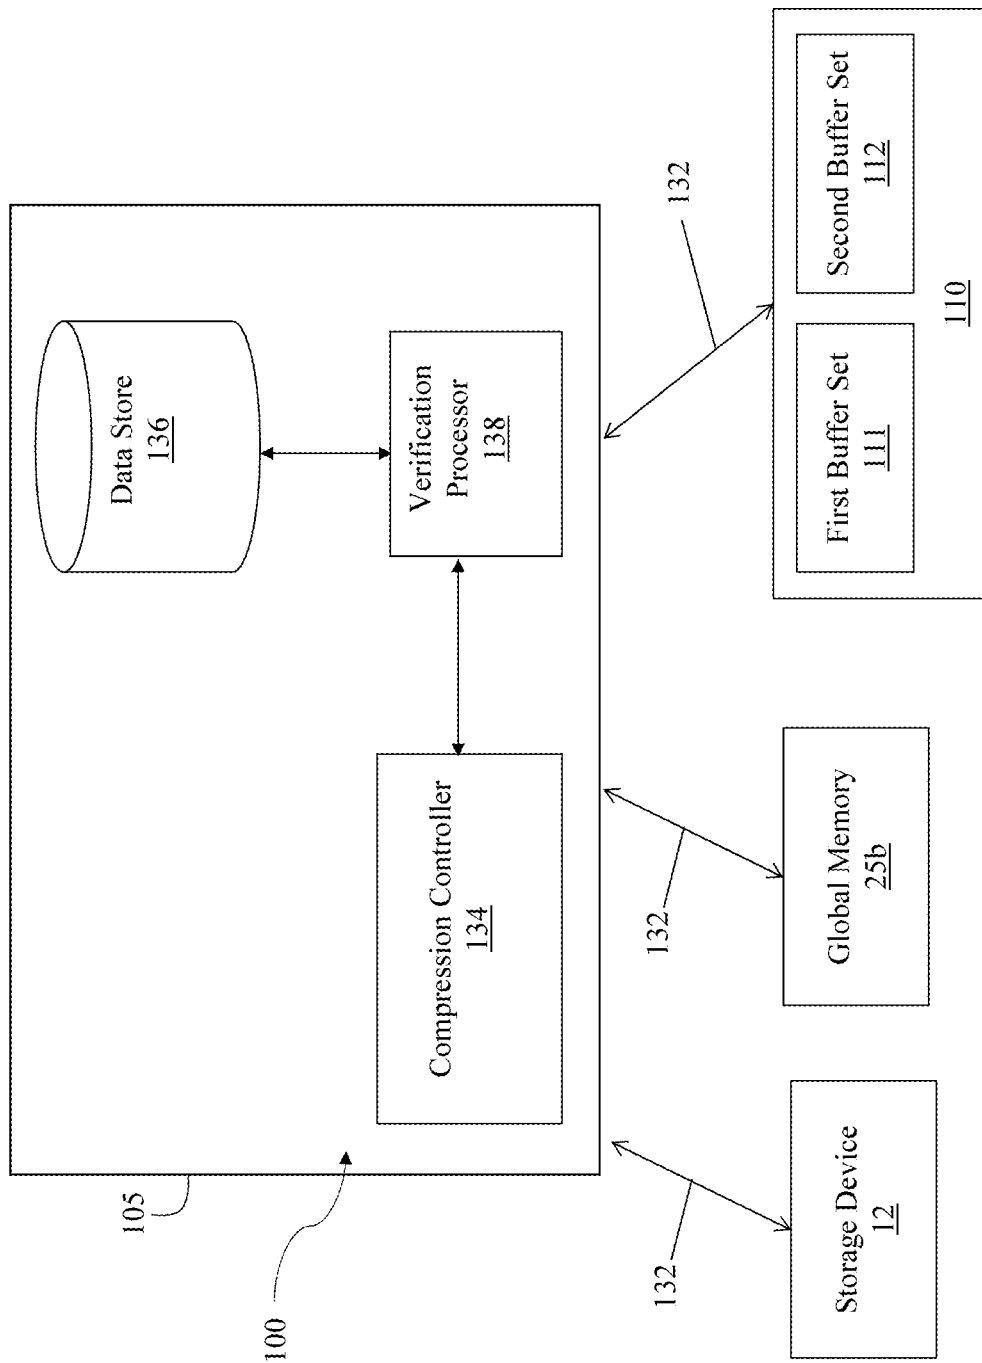 100
105
Data Store
136
Compression Controller
134
Verification
Processor
138
132
132
132
Storage Device
12
Global Memory
25b
First Buffer Set
111
Second Buffer Set
112
110